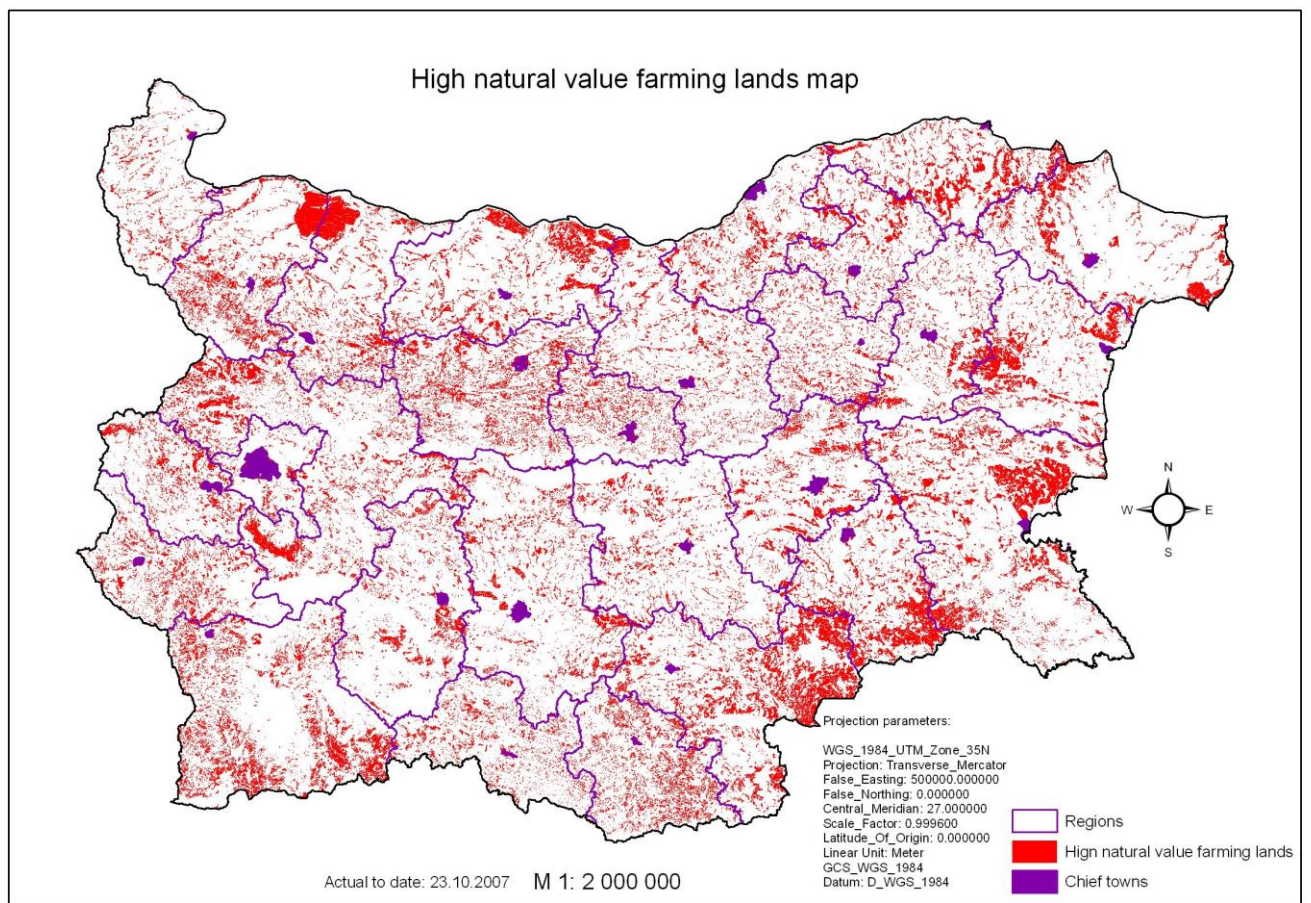 High natural value farming lands map
N
W
E
S
Projection parameters:
WGS_1984_UTM_Zone_35N
Projection: Transverse_Mercator
False_Easting: 500000.000000
False_Northing: 0.000000
Central_Meridian: 27.000000
Scale_Factor: 0.999600
Latitude_Of_Origin: 0.000000
Linear Unit: Meter
GCS_WGS_1984
Datum: D_WGS_1984
Regions
Hign natural value farming lands
Chief towns
Actual to date: 23.10.2007
M 1: 2 000 000